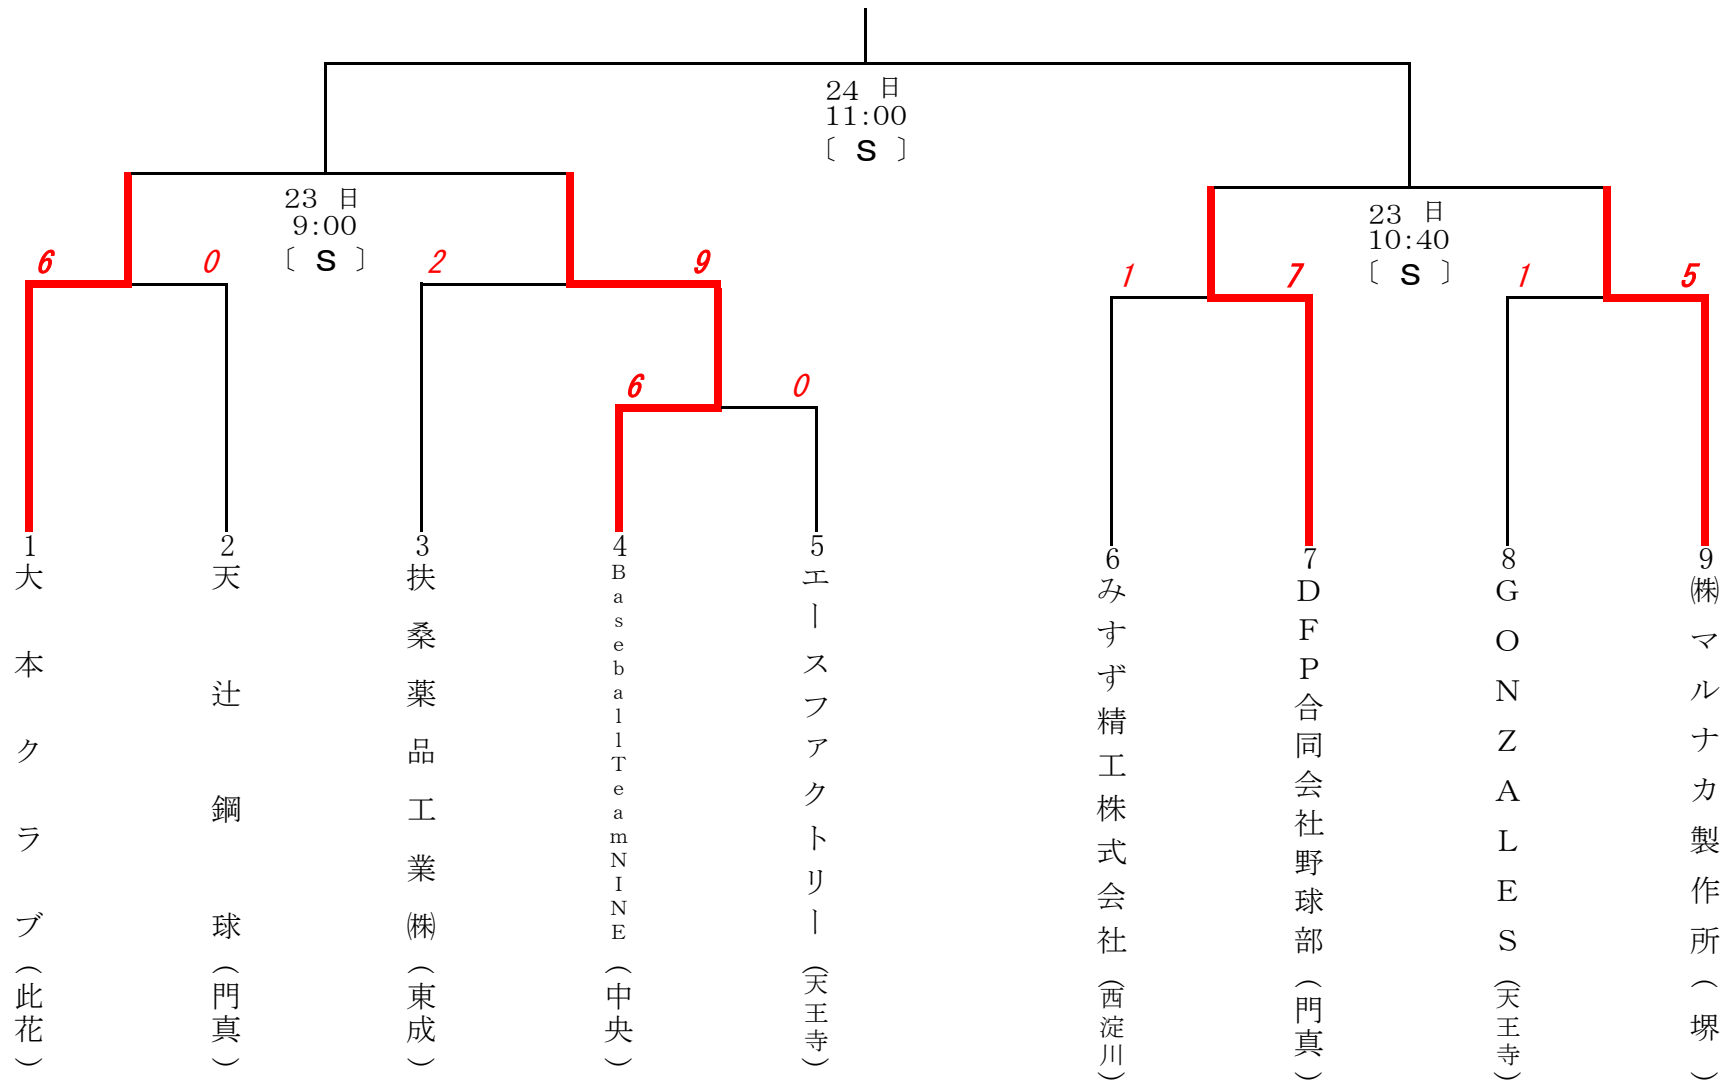 24 日
11:00
〔 S 〕
23 日
9:00
〔 S 〕
23 日
10:40
〔 S 〕
6
0
2
9
1
7
1
5
6
0
1
大本クラブ(此花)
2
天辻鋼球(門真)
3
扶桑薬品工業㈱(東成)
4
BaseballTeamNINE(中央)
5
エースファクトリー(天王寺)
6
みすず精工株式会社(西淀川)
7
DFP合同会社野球部(門真)
8
GONZALES(天王寺)
9
㈱マルナカ製作所(堺)